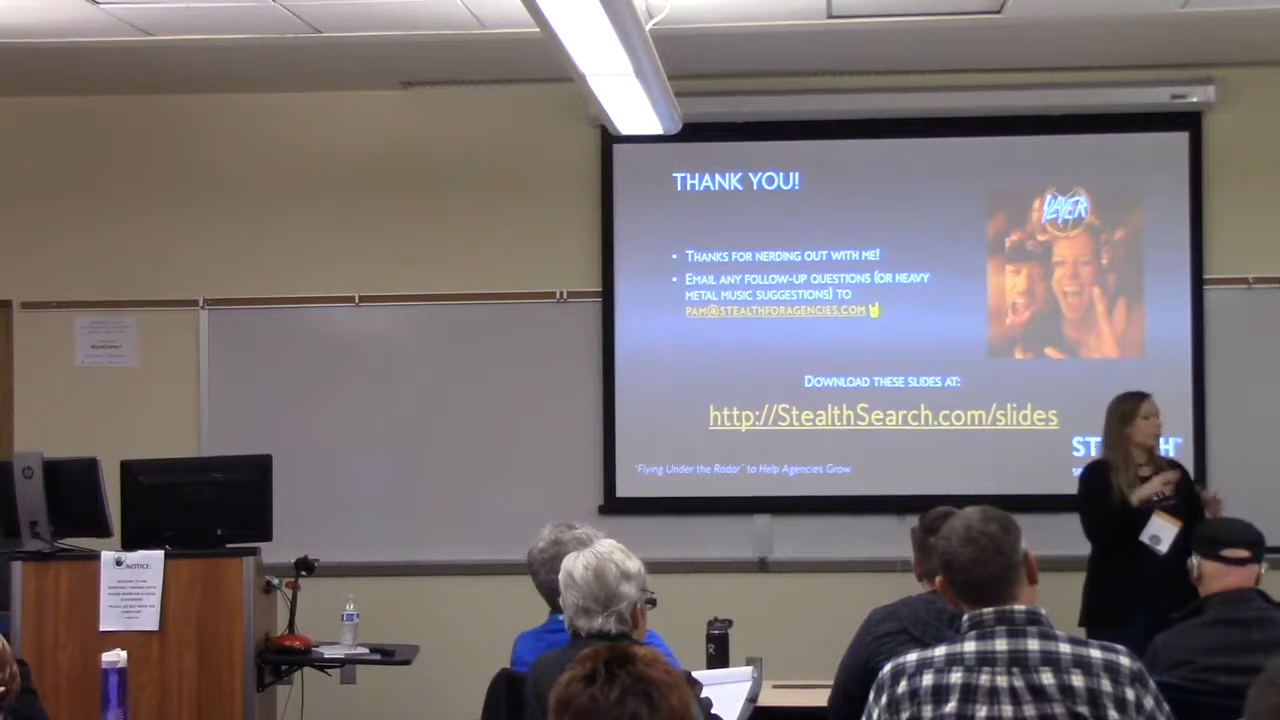 THANK YOU!
SLAYER
• THANKS FOR NERDING OUT WITH ME!
• EMAIL ANY FOLLOW-UP QUESTIONS (OR HEAVY
METAL MUSIC SUGGESTIONS) TO
PAM@STEALTHFORAGENCIES.COM
DOWNLOAD THESE SLIDES AT:
http://StealthSearch.com/slides
"Flying Under the Radar" to Help Agencies Grow
NOTICE: